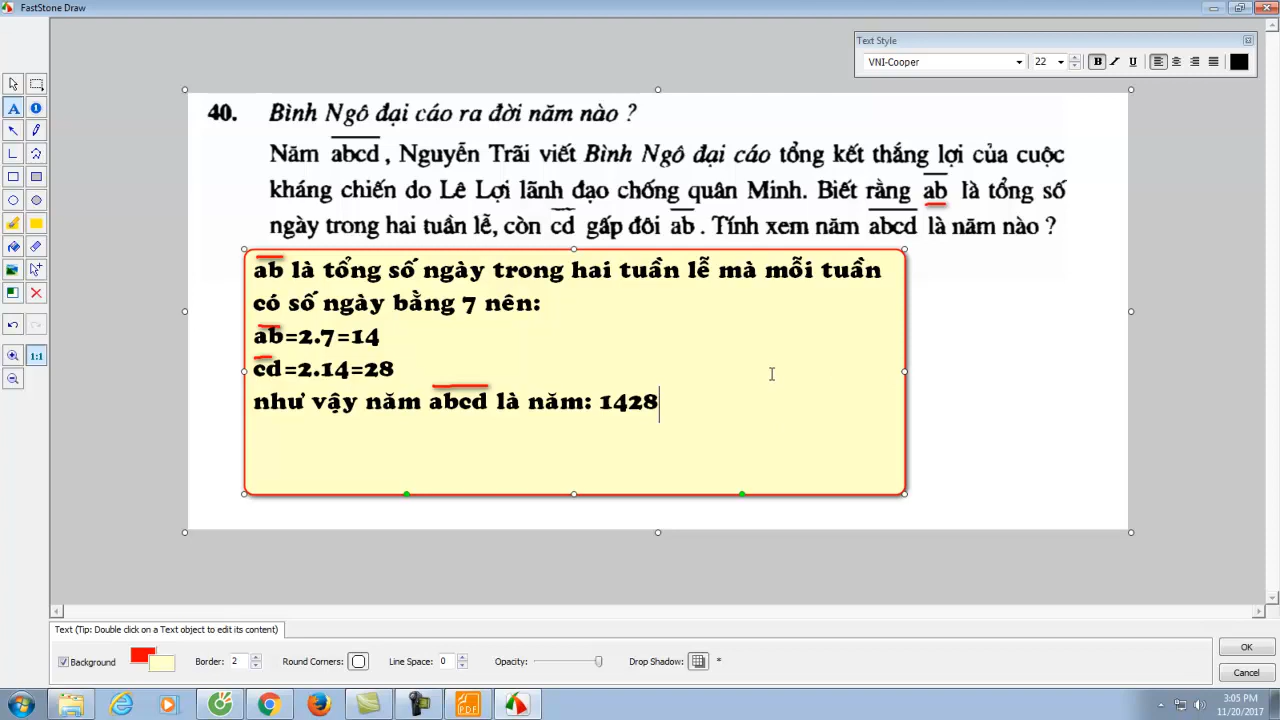 FastStone Draw
Text Style
VNI-Cooper 22 B I U
40. Bình Ngô đại cáo ra đời năm nào ?
Năm abcd, Nguyễn Trãi viết Bình Ngô đại cáo tổng kết thắng lợi của cuộc
kháng chiến do Lê Lợi lãnh đạo chống quân Minh. Biết rằng ab là tổng số
ngày trong hai tuần lễ, còn cd gấp đôi ab. Tính xem năm abcd là năm nào ?
ab là tổng số ngày trong hai tuần lễ mà mỗi tuần
có số ngày bằng 7 nên:
ab=2.7=14
cd=2.14=28
như vậy năm abcd là năm: 1428
A
1:1
Text (Tip: Double click on a Text object to edit its content)
Background Border: 2 Round Corners: Line Space: 0 Opacity: Drop Shadow: *
OK
Cancel
PDF
3:05 PM
11/20/2017